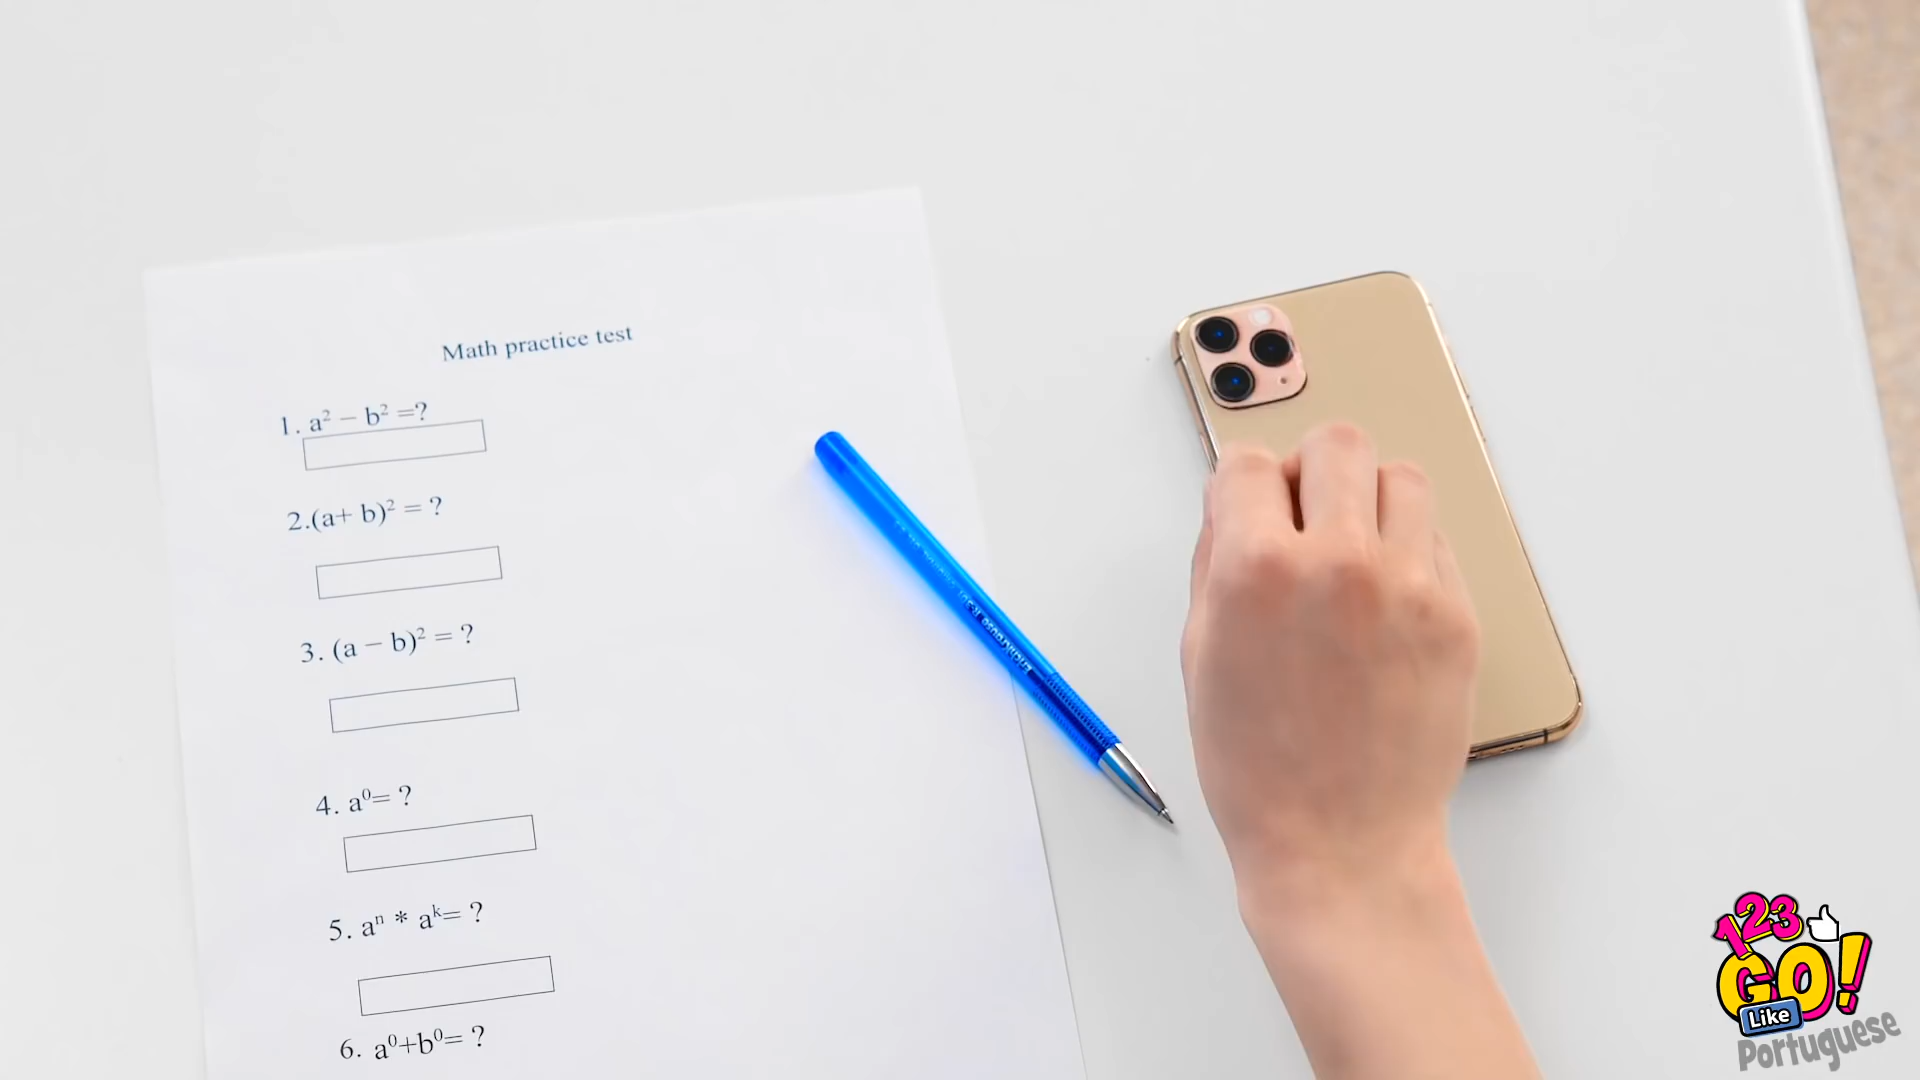 Math practice test
1. a² − b² =?
2.(a+ b)² = ?
3. (a − b)² = ?
4. a⁰= ?
5. aⁿ * aᵏ= ?
6. a⁰+b⁰= ?
123
GO!
Like
Portuguese